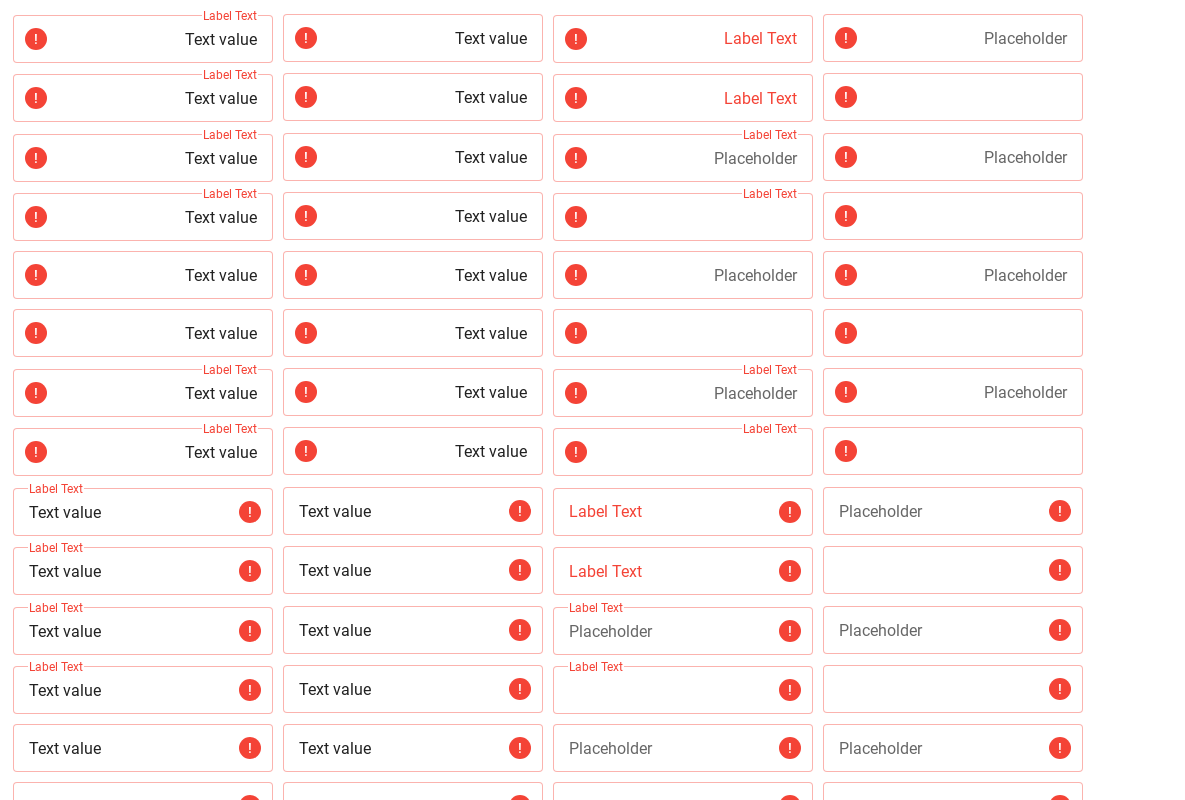 Label Text
! Text value ! Text value ! Label Text ! Placeholder
Label Text
! Text value ! Text value ! Label Text !
Label Text Label Text
! Text value ! Text value ! Placeholder ! Placeholder
Label Text Label Text
! Text value ! Text value ! !
! Text value ! Text value ! Placeholder ! Placeholder
! Text value ! Text value ! !
Label Text Label Text
! Text value ! Text value ! Placeholder ! Placeholder
Label Text Label Text
! Text value ! Text value ! !
Label Text
Text value ! Text value ! Label Text ! Placeholder !
Label Text
Text value ! Text value ! Label Text ! !
Label Text Label Text
Text value ! Text value ! Placeholder ! Placeholder !
Label Text Label Text
Text value ! Text value ! ! !
Text value ! Text value ! Placeholder ! Placeholder !